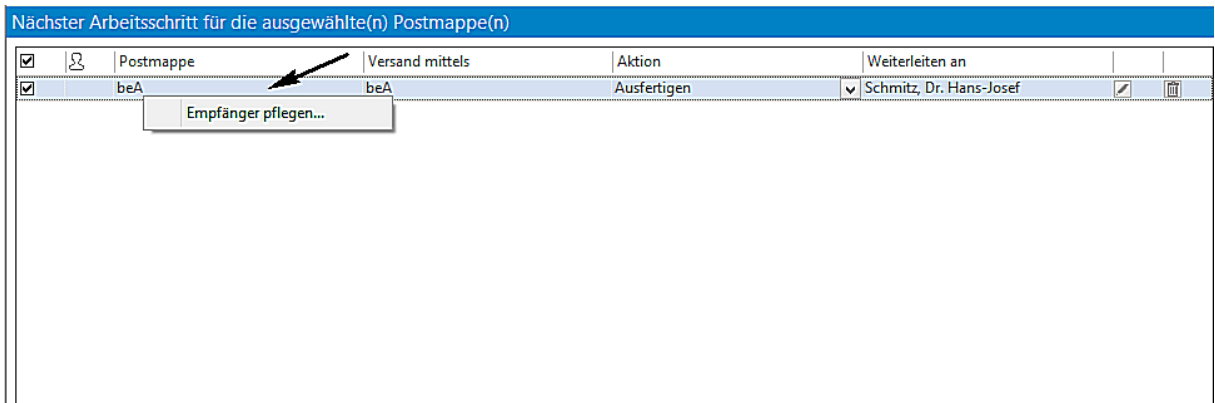 Nächster Arbeitsschritt für die ausgewählte(n) Postmappe(n)
Postmappe Versand mittels Aktion Weiterleiten an
beA beA Ausfertigen Schmitz, Dr. Hans-Josef
Empfänger pflegen...